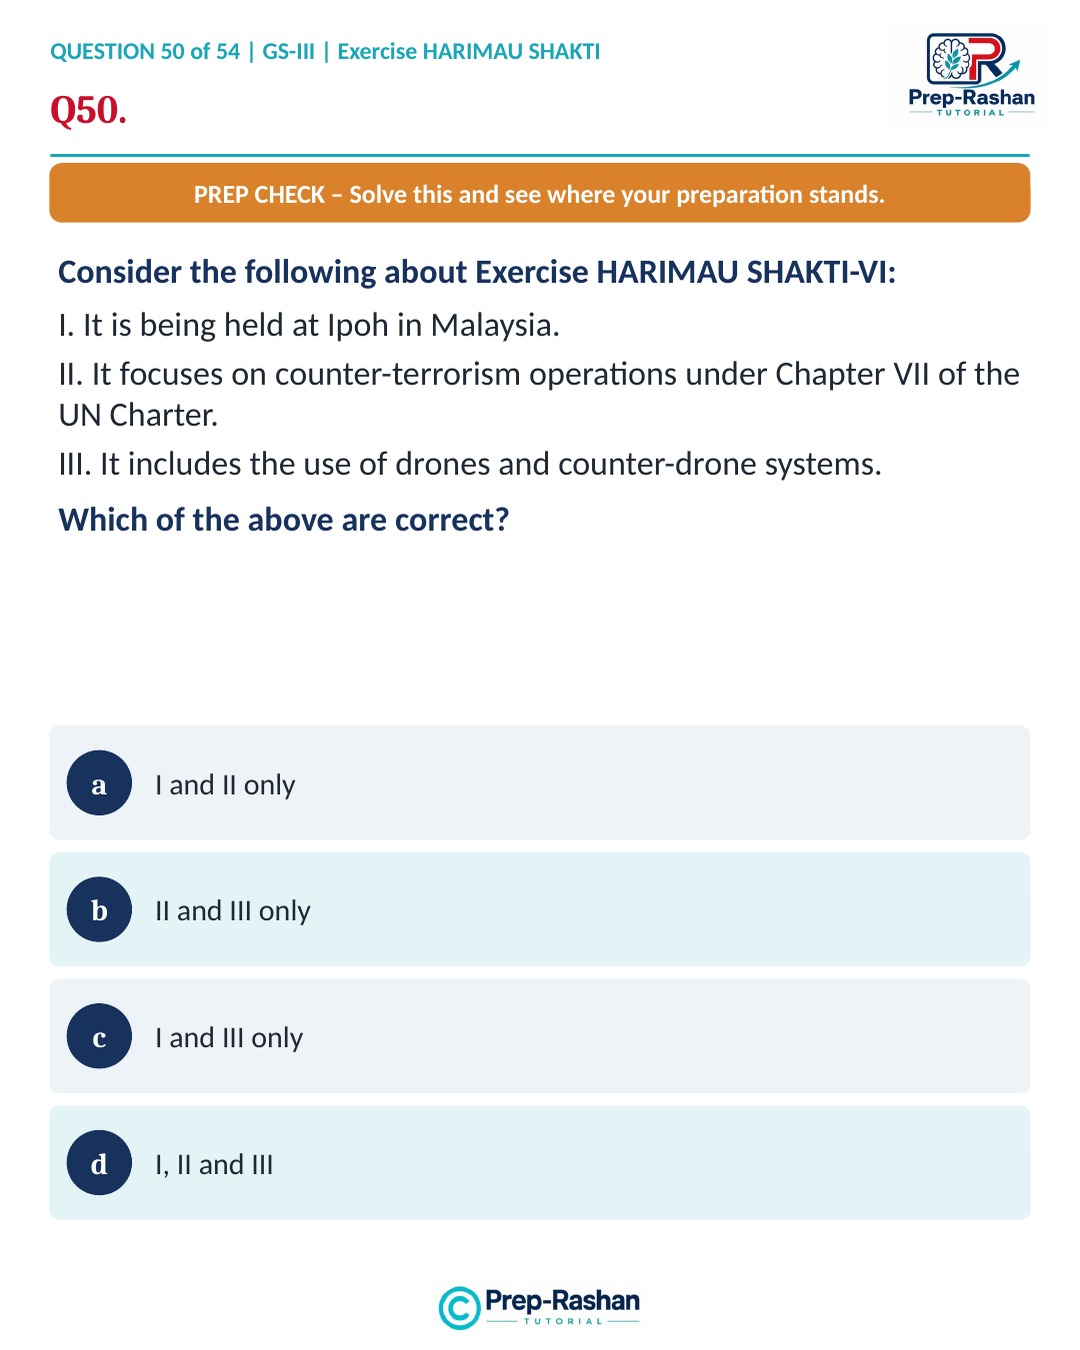 QUESTION 50 of 54 | GS-III | Exercise HARIMAU SHAKTI
Prep-Rashan
TUTORIAL
Q50.
PREP CHECK – Solve this and see where your preparation stands.
Consider the following about Exercise HARIMAU SHAKTI-VI:
I. It is being held at Ipoh in Malaysia.
II. It focuses on counter-terrorism operations under Chapter VII of the
UN Charter.
III. It includes the use of drones and counter-drone systems.
Which of the above are correct?
a I and II only
b II and III only
c I and III only
d I, II and III
© Prep-Rashan
TUTORIAL